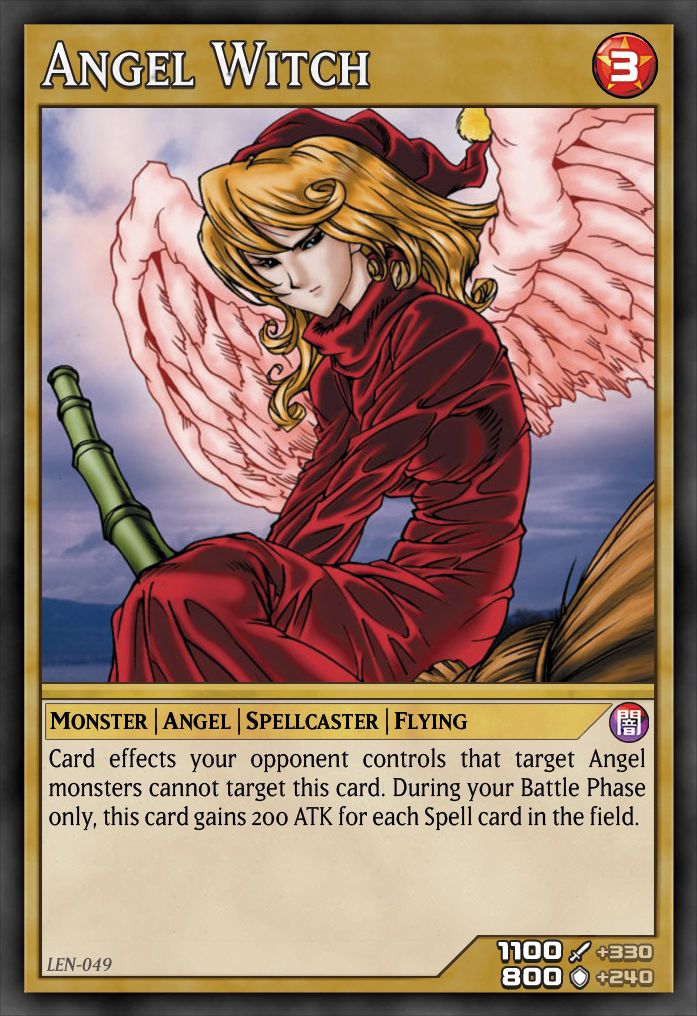 Angel Witch
3
Monster | Angel | Spellcaster | Flying
闇
Card effects your opponent controls that target Angel
monsters cannot target this card. During your Battle Phase
only, this card gains 200 ATK for each Spell card in the field.
1100 +330
LEN-049
800 +240